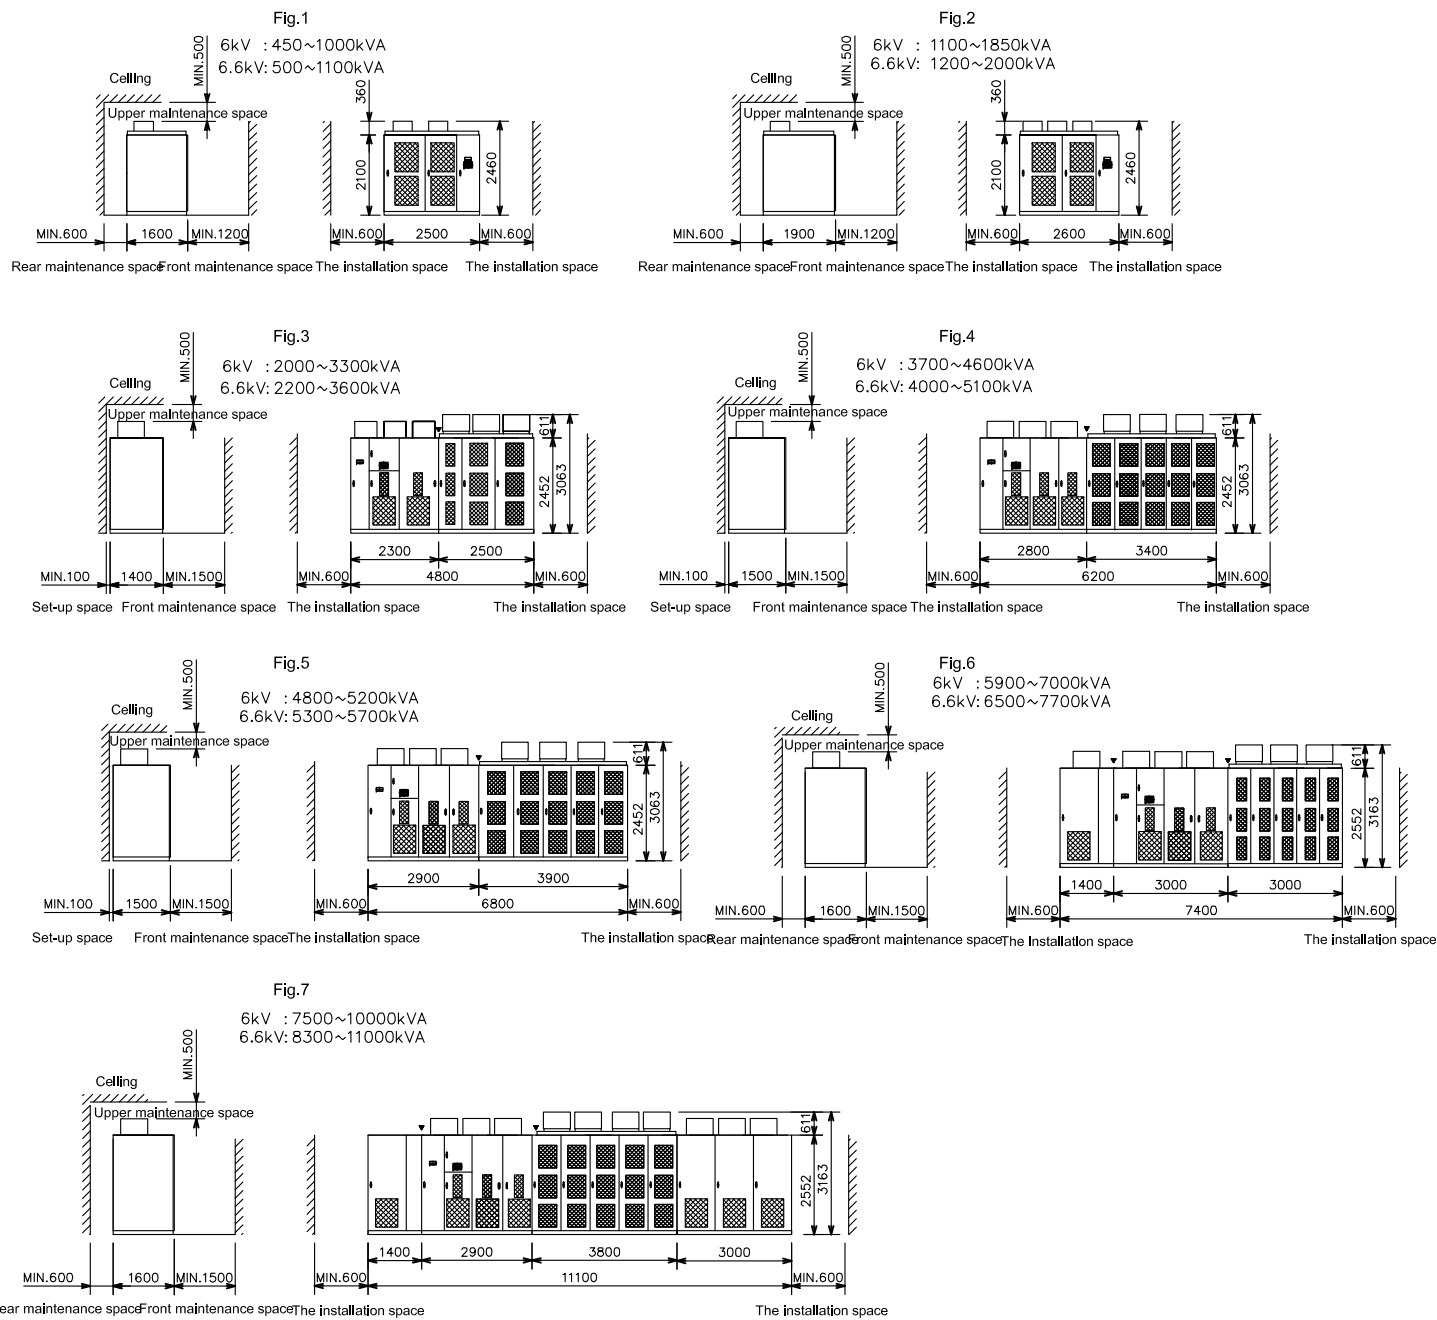 Fig.1
6kV : 450~1000kVA
6.6kV: 500~1100kVA
MIN.500
Ceiling
Upper maintenance space
360
2100
2460
MIN.600
1600
MIN.1200
MIN.600
2500
MIN.600
Rear maintenance space
Front maintenance space
The installation space
The installation space
Fig.2
6kV : 1100~1850kVA
6.6kV: 1200~2000kVA
MIN.500
Ceiling
Upper maintenance space
360
2100
2460
MIN.600
1900
MIN.1200
MIN.600
2600
MIN.600
Rear maintenance space
Front maintenance space
The installation space
The installation space
Fig.3
6kV : 2000~3300kVA
6.6kV: 2200~3600kVA
MIN.500
Ceiling
Upper maintenance space
611
2452
3063
2300
2500
MIN.100
1400
MIN.1500
MIN.600
4800
MIN.600
Set-up space
Front maintenance space
The installation space
The installation space
Fig.4
6kV : 3700~4600kVA
6.6kV: 4000~5100kVA
MIN.500
Ceiling
Upper maintenance space
611
2452
3063
2800
3400
MIN.100
1500
MIN.1500
MIN.600
6200
MIN.600
Set-up space
Front maintenance space
The installation space
The installation space
Fig.5
6kV : 4800~5200kVA
6.6kV: 5300~5700kVA
MIN.500
Ceiling
Upper maintenance space
611
2452
3063
2900
3900
MIN.100
1500
MIN.1500
MIN.600
6800
MIN.600
Set-up space
Front maintenance space
The installation space
The installation space
Fig.6
6kV : 5900~7000kVA
6.6kV: 6500~7700kVA
MIN.500
Ceiling
Upper maintenance space
611
2552
3163
1400
3000
3000
MIN.600
1600
MIN.1500
MIN.600
7400
MIN.600
Rear maintenance space
Front maintenance space
The Installation space
The installation space
Fig.7
6kV : 7500~10000kVA
6.6kV: 8300~11000kVA
MIN.500
Ceiling
Upper maintenance space
611
2552
3163
1400
2900
3800
3000
MIN.600
1600
MIN.1500
MIN.600
11100
MIN.600
ear maintenance space
Front maintenance space
The installation space
The installation space